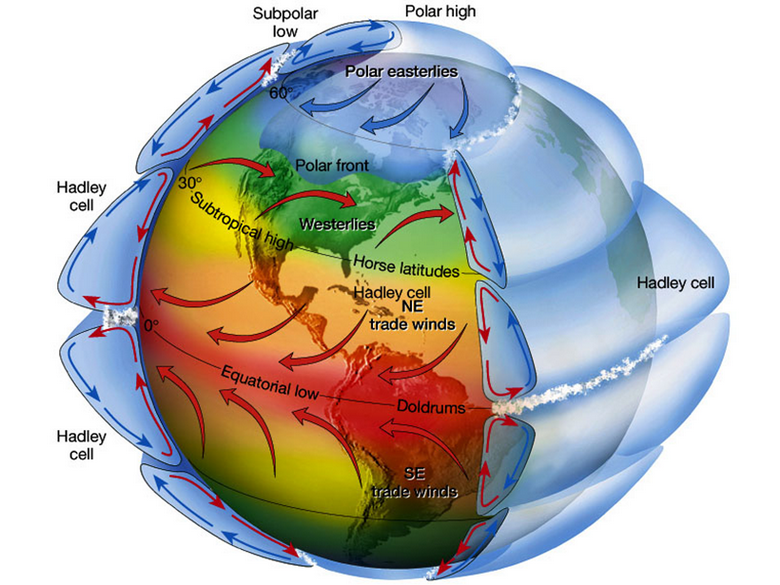 Subpolar
low
Polar high
Polar easterlies
60°
Polar front
30°
Hadley
cell
Subtropical high
Westerlies
Horse latitudes
Hadley cell
Hadley cell
NE
trade winds
0°
Equatorial low
Doldrums
Hadley
cell
SE
trade winds